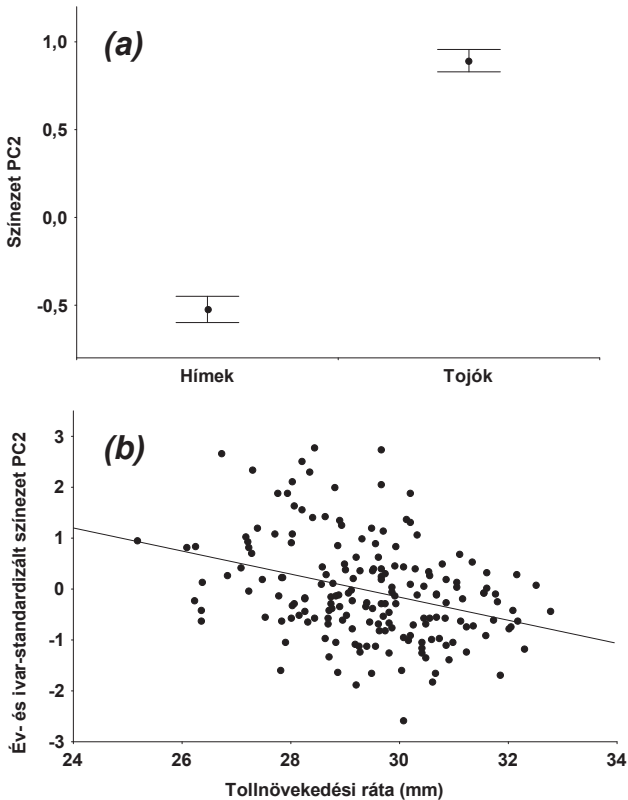 (a)
Színezet PC2
1,0
0,5
0,0
-0,5
Hímek Tojók
(b)
Év- és ivar-standardizált színezet PC2
3
2
1
0
-1
-2
-3
24 26 28 30 32 34
Tollnövekedési ráta (mm)